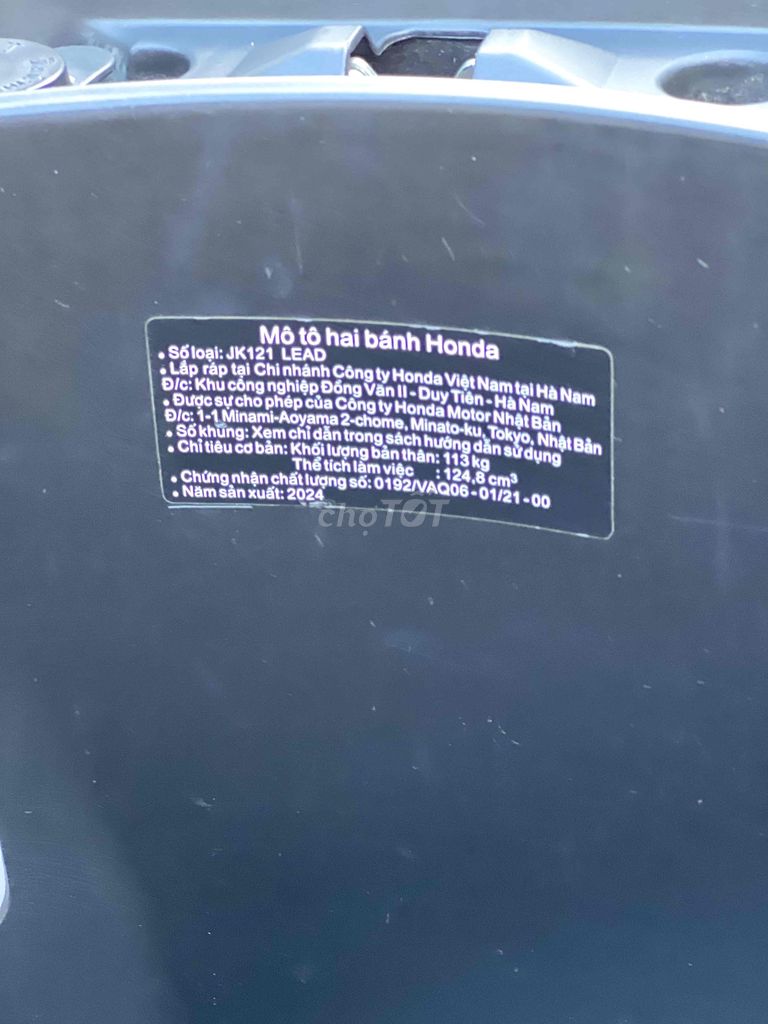 Mô tô hai bánh Honda
• Số loại: JK121 LEAD
• Lắp ráp tại Chi nhánh Công ty Honda Việt Nam tại Hà Nam
Đ/c: Khu công nghiệp Đồng Văn II - Duy Tiên - Hà Nam
• Được sự cho phép của Công ty Honda Motor Nhật Bản
Đ/c: 1-1 Minami-Aoyama 2-chome, Minato-ku, Tokyo, Nhật Bản
• Số khung: Xem chỉ dẫn trong sách hướng dẫn sử dụng
• Chỉ tiêu cơ bản: Khối lượng bản thân: 113 kg
Thể tích làm việc : 124,8 cm³
• Chứng nhận chất lượng số: 0192/VAQ06 - 01/21 - 00
• Năm sản xuất: 2024
chợTỐT